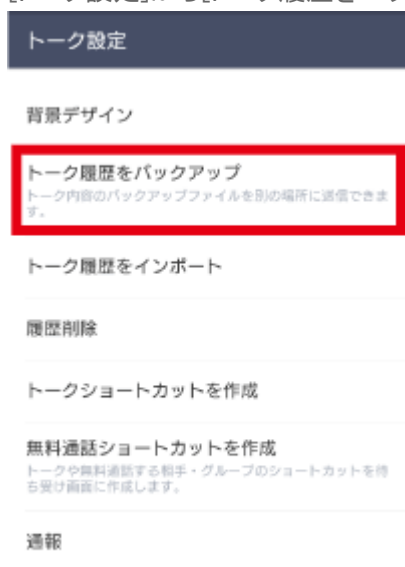 トーク設定
背景デザイン
トーク履歴をバックアップ
トーク内容のバックアップファイルを別の場所に送信できま
す。
トーク履歴をインポート
履歴削除
トークショートカットを作成
無料通話ショートカットを作成
トークや無料通話する相手・グループのショートカットを待
ち受け画面に作成します。
通報